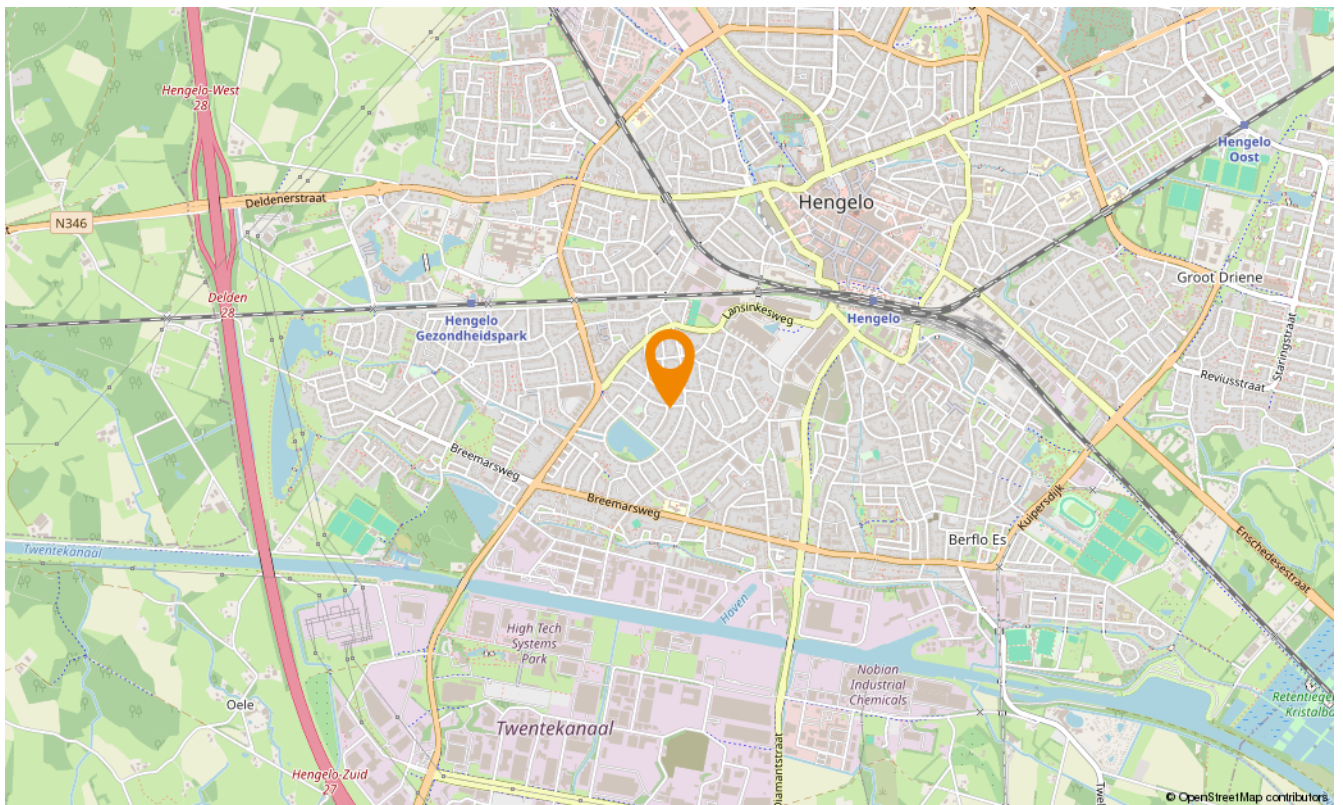 Hengelo-West
28
N346
Deldenerstraat
Hengelo
Hengelo
Oost
Groot Driene
Delden
28
Hengelo
Gezondheidspark
Lansinkesweg
Hengelo
Staringstraat
Reviusstraat
Breemarsweg
Breemarsweg
Kuipersdijk
Berflo Es
Enschedesestraat
Twentekanaal
Haven
High Tech
Systems
Park
Nobian
Industrial
Chemicals
Oele
Twentekanaal
Diamantstraat
Hengelo-Zuid
27
© OpenStreetMap contributors